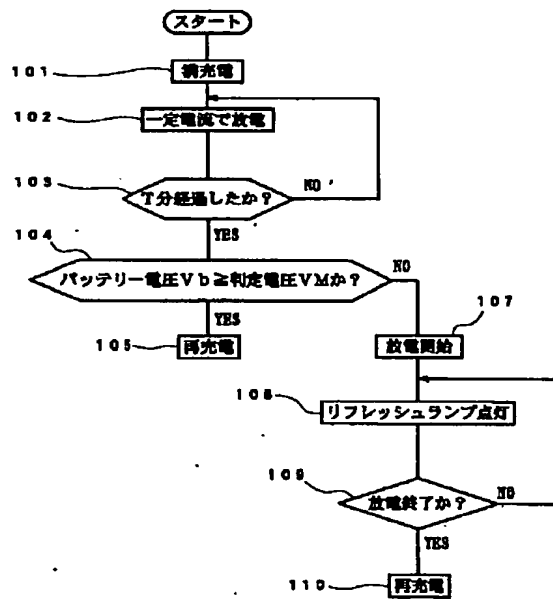 スタート
101
満充電
102
一定電流で放電
103
T分経過したか?
NO
YES
104
バッテリー電圧Vb≧判定電圧VMか?
NO
YES
105
再充電
107
放電開始
108
リフレッシュランプ点灯
109
放電終了か?
NO
YES
110
再充電